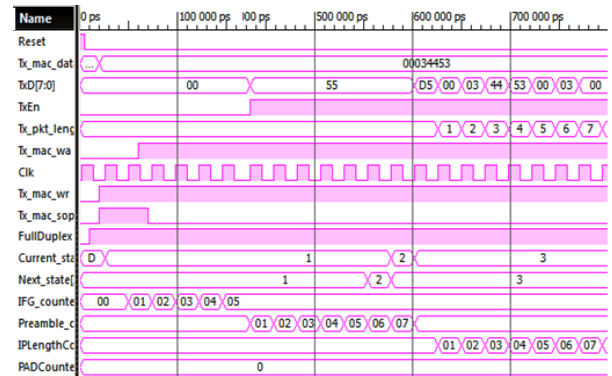 Name 0 ps 100 000 ps 00 ps 500 000 ps 600 000 ps 700 000 ps
Reset
Tx_mac_dat ... 00034453
TxD[7:0] 00 55 D5 00 03 44 53 00 03 00
TxEn
Tx_pkt_leng 1 2 3 4 5 6 7
Tx_mac_wa
Clk
Tx_mac_wr
Tx_mac_sop
FullDuplex
Current_sta D 1 2 3
Next_state[ 1 2 3
IFG_counte 00 01 02 03 04 05
Preamble_c 01 02 03 04 05 06 07
IPLengthCc 01 02 03 04 05 06 07
PADCounte 0